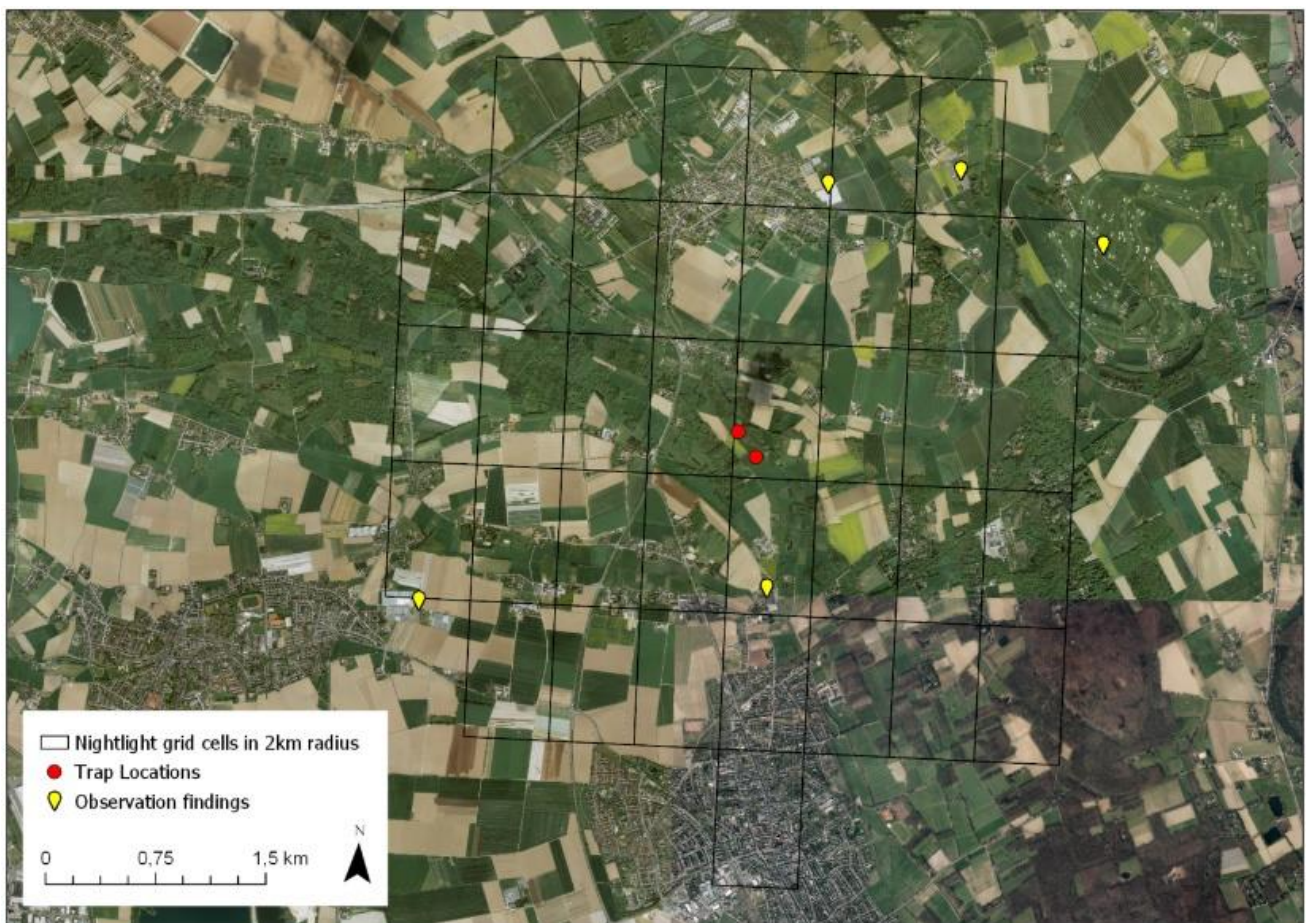 Nightlight grid cells in 2km radius
Trap Locations
Observation findings
N
0 0,75 1,5 km